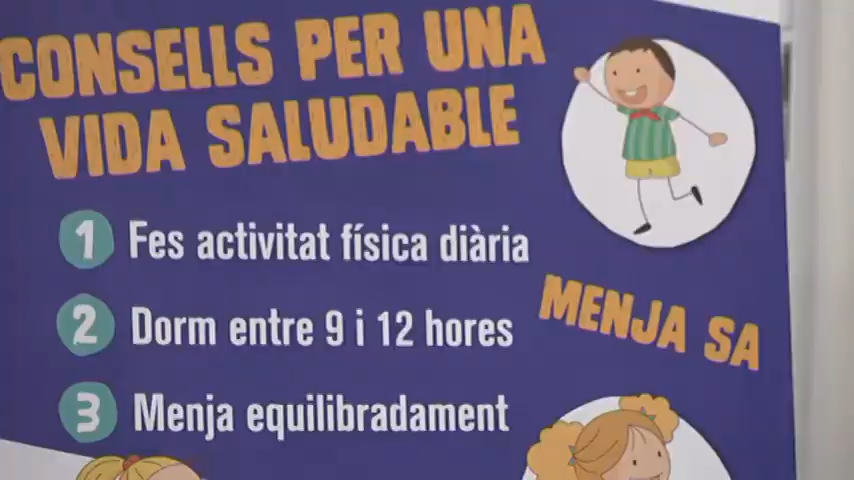 CONSELLS PER UNA
VIDA SALUDABLE
1 Fes activitat física diària
2 Dorm entre 9 i 12 hores
3 Menja equilibradament
MENJA SA